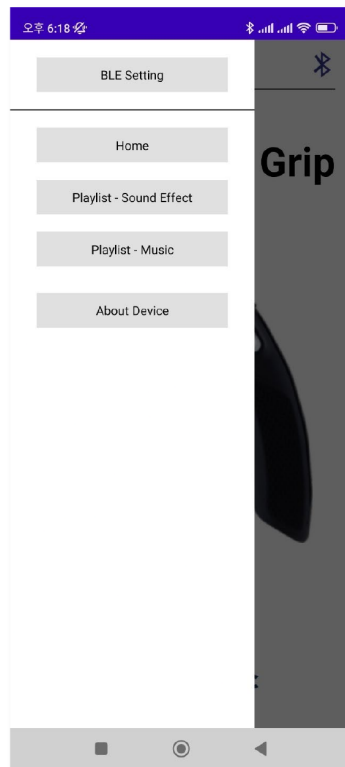 오후 6:18
BLE Setting
Home
Grip
Playlist - Sound Effect
Playlist - Music
About Device